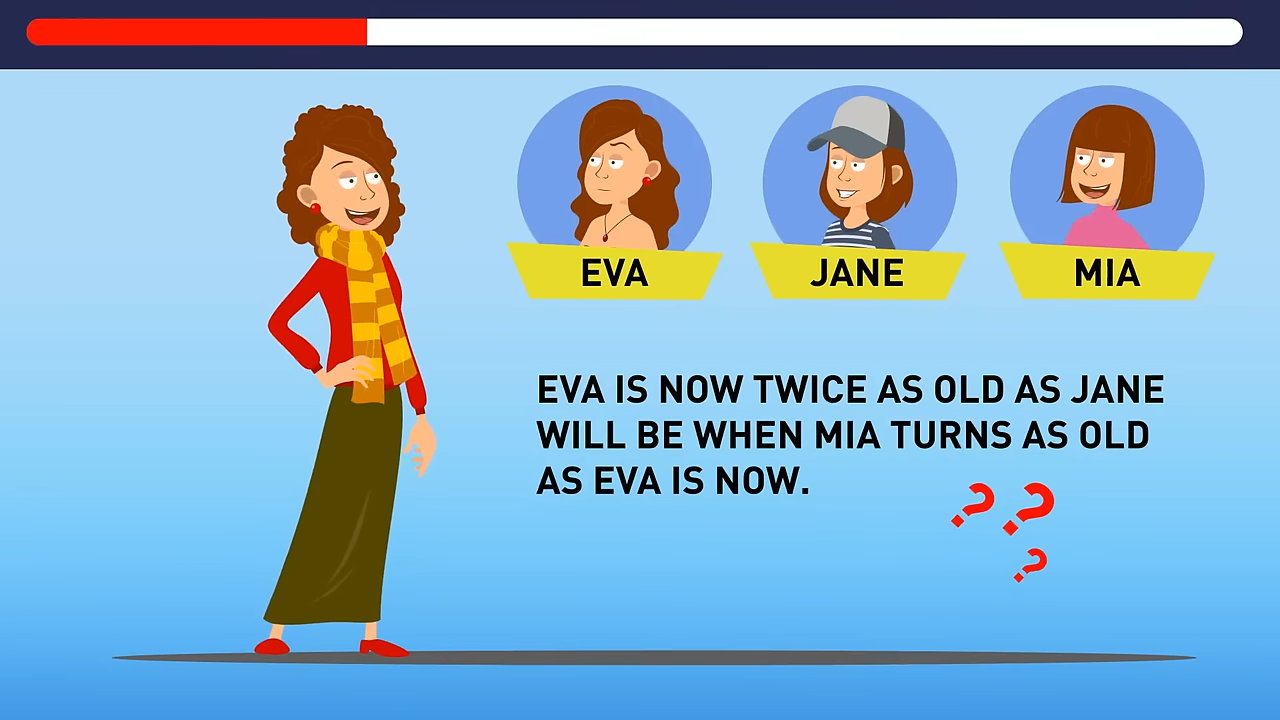 EVA
JANE
MIA
EVA IS NOW TWICE AS OLD AS JANE
WILL BE WHEN MIA TURNS AS OLD
AS EVA IS NOW.
? ?
?